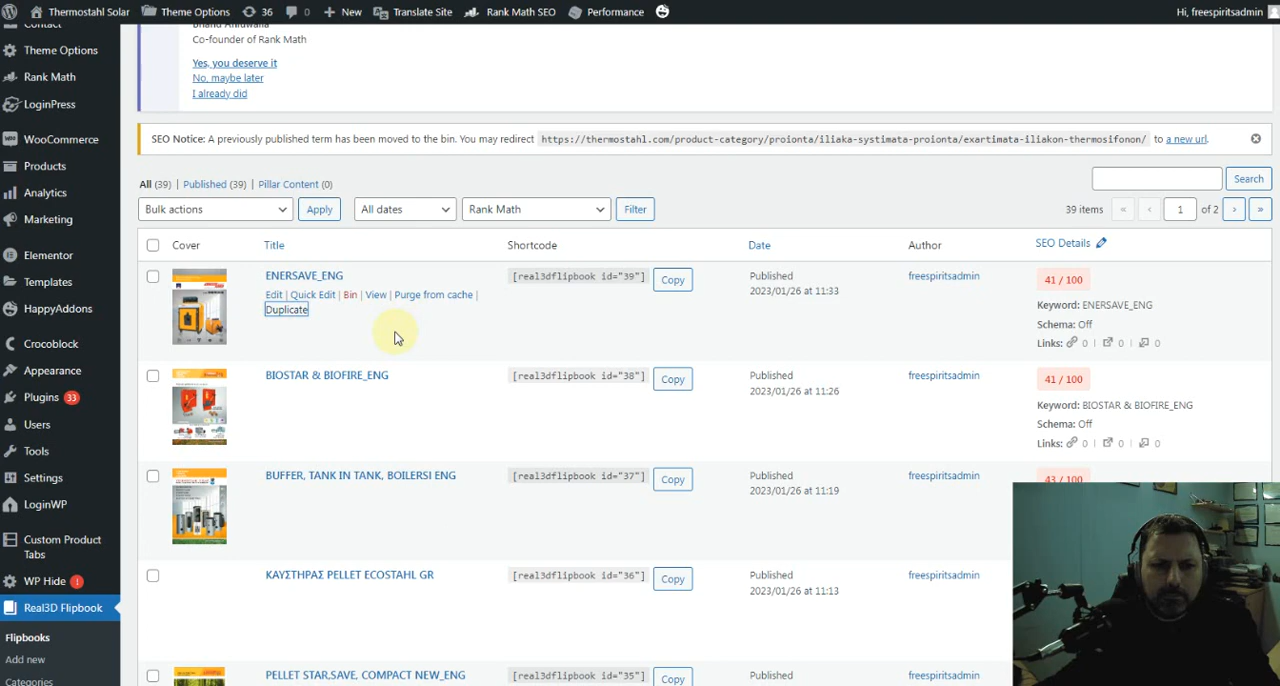 Thermostahl Solar Theme Options 36 0 New Translate Site Rank Math SEO Performance Hi, freespiritsadmin
Contact
Theme Options
Rank Math
LoginPress
WooCommerce
Products
Analytics
Marketing
Elementor
Templates
HappyAddons
Crocoblock
Appearance
Plugins 33
Users
Tools
Settings
LoginWP
Custom Product
Tabs
WP Hide 1
Real3D Flipbook
Flipbooks
Add new
Categories
Bhanu Ahluwalia
Co-founder of Rank Math
Yes, you deserve it
No, maybe later
I already did
SEO Notice: A previously published term has been moved to the bin. You may redirect https://thermostahl.com/product-category/proionta/iliaka-systimata-proionta/exartimata-iliakon-thermosifonon/ to a new url.
All (39) | Published (39) | Pillar Content (0)
Search
Bulk actions Apply All dates Rank Math Filter 39 items « ‹ 1 of 2 › »
Cover Title Shortcode Date Author SEO Details
ENERSAVE_ENG [real3dflipbook id="39"] Copy Published freespiritsadmin 41 / 100
2023/01/26 at 11:33
Edit | Quick Edit | Bin | View | Purge from cache |
Duplicate
Keyword: ENERSAVE_ENG
Schema: Off
Links: 0 | 0 | 0
BIOSTAR & BIOFIRE_ENG [real3dflipbook id="38"] Copy Published freespiritsadmin 41 / 100
2023/01/26 at 11:26
Keyword: BIOSTAR & BIOFIRE_ENG
Schema: Off
Links: 0 | 0 | 0
BUFFER, TANK IN TANK, BOILERSI ENG [real3dflipbook id="37"] Copy Published freespiritsadmin 43 / 100
2023/01/26 at 11:19
ΚΑΥΣΤΗΡΑΣ PELLET ECOSTAHL GR [real3dflipbook id="36"] Copy Published freespiritsadmin
2023/01/26 at 11:13
PELLET STAR,SAVE, COMPACT NEW_ENG [real3dflipbook id="35"] Copy Published freespiritsadmin